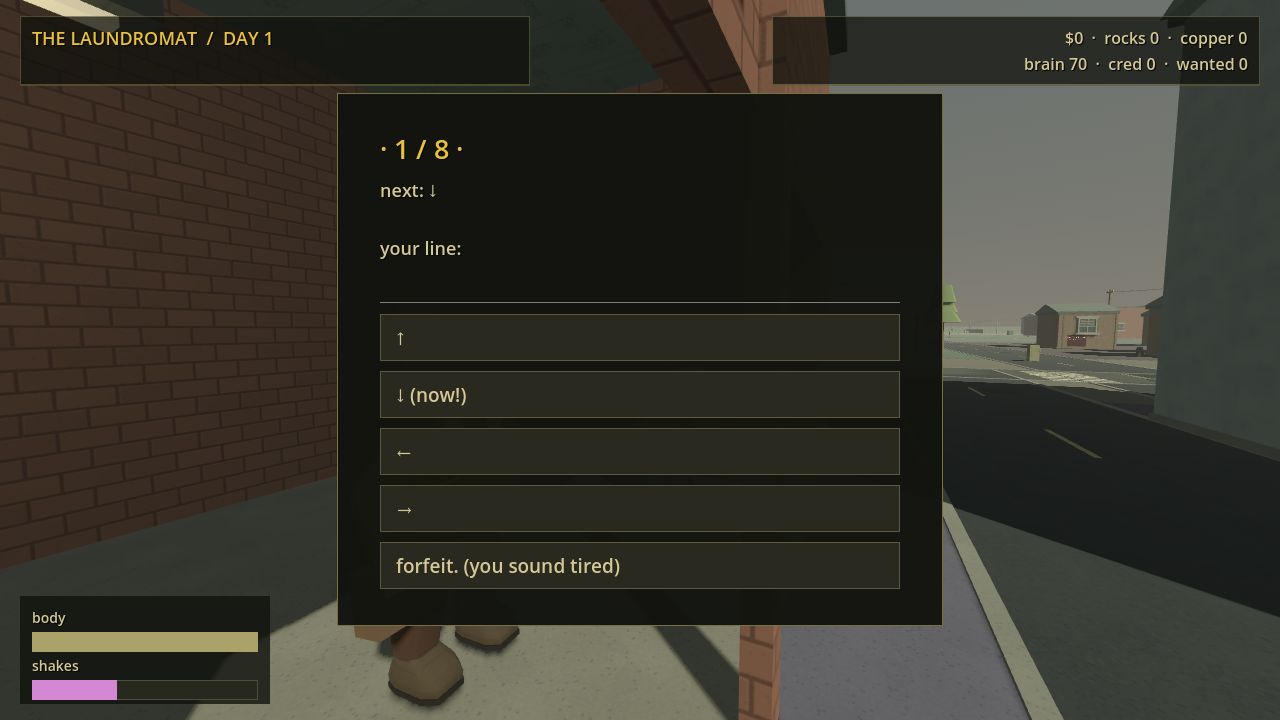 THE LAUNDROMAT / DAY 1
$0 · rocks 0 · copper 0
brain 70 · cred 0 · wanted 0
· 1 / 8 ·
next: ↓
your line:
↑
↓ (now!)
←
→
forfeit. (you sound tired)
body
shakes